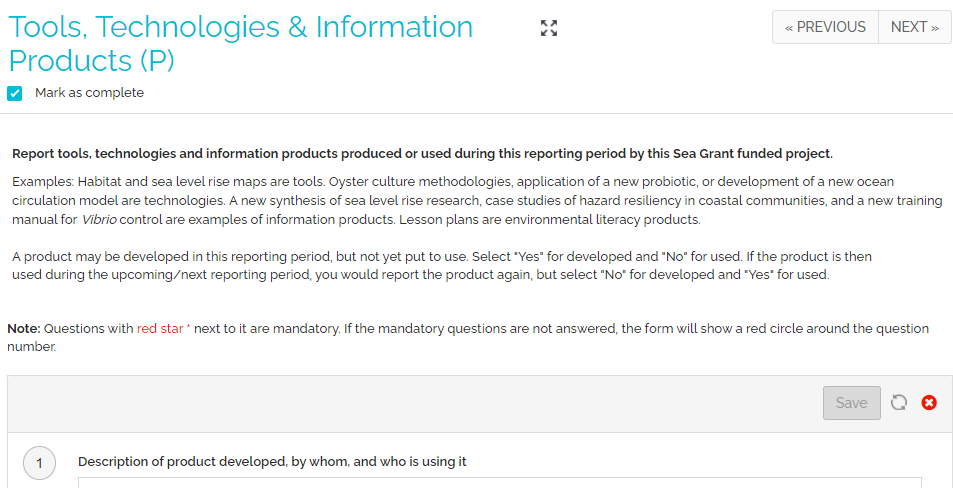 Tools, Technologies & Information
Products (P)
« PREVIOUS NEXT »
Mark as complete
Report tools, technologies and information products produced or used during this reporting period by this Sea Grant funded project.
Examples: Habitat and sea level rise maps are tools. Oyster culture methodologies, application of a new probiotic, or development of a new ocean
circulation model are technologies. A new synthesis of sea level rise research, case studies of hazard resiliency in coastal communities, and a new training
manual for Vibrio control are examples of information products. Lesson plans are environmental literacy products.
A product may be developed in this reporting period, but not yet put to use. Select "Yes" for developed and "No" for used. If the product is then
used during the upcoming/next reporting period, you would report the product again, but select "No" for developed and "Yes" for used.
Note: Questions with red star * next to it are mandatory. If the mandatory questions are not answered, the form will show a red circle around the question
number.
Save
1 Description of product developed, by whom, and who is using it